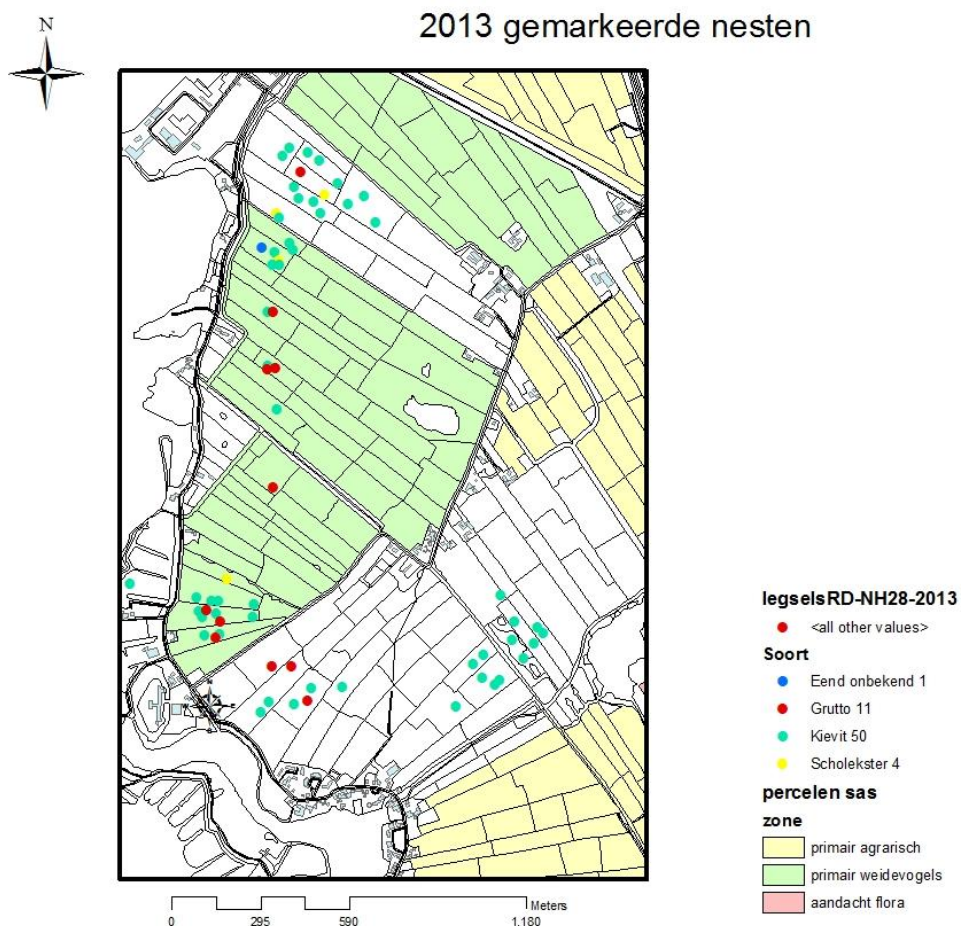 2013 gemarkeerde nesten
N
legselsRD-NH28-2013
<all other values>
Soort
Eend onbekend 1
Grutto 11
Kievit 50
Scholekster 4
percelen sas
zone
primair agrarisch
primair weidevogels
aandacht flora
Meters
0 295 590 1.180